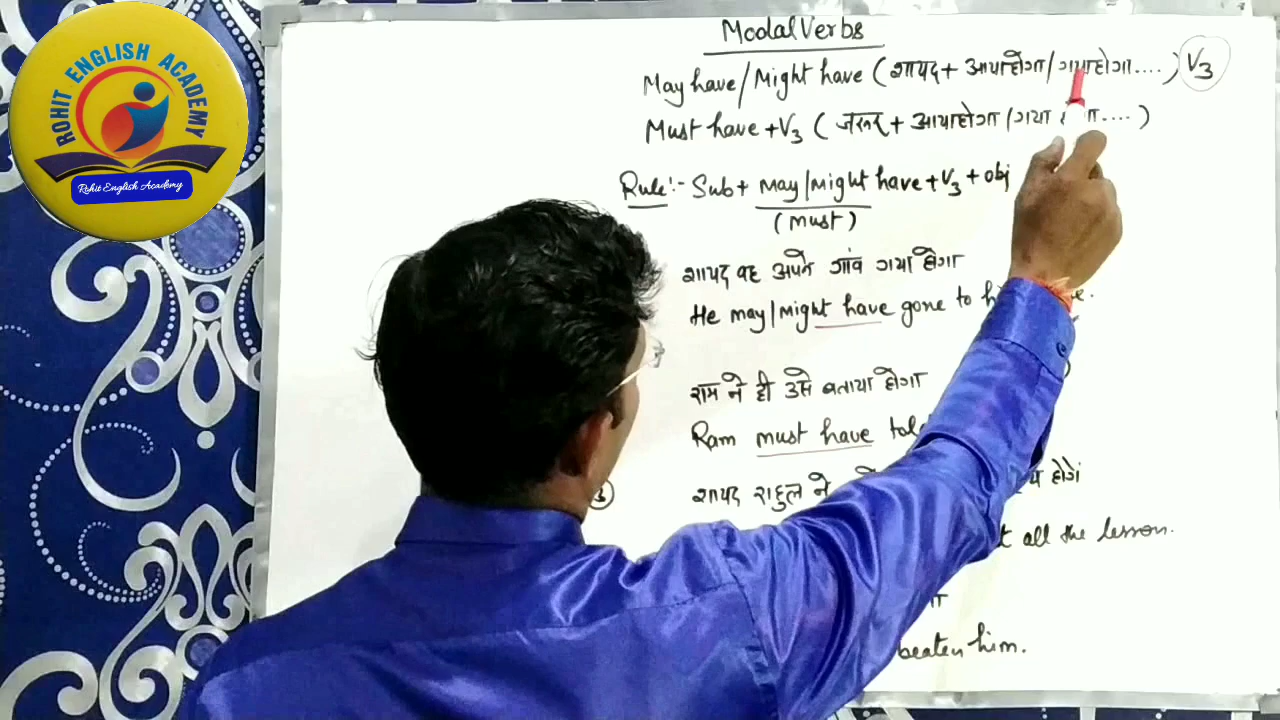 ROHIT ENGLISH ACADEMY
Rohit English Academy
Modal Verbs
May have/Might have (शायद + आयाहोगा/गयाहोगा....) V3
Must have +V3 (जरूर + आयाहोगा/गया ....)
Rule:- Sub+ May/Might have+V3 + obj
(must)
शायद वह अपने गांव गया होगा
He may/might have gone to
राम ने ही उसे बताया होगा
Ram must have
3 शायद राहुल ने होगें
all the lesson.
beaten him.